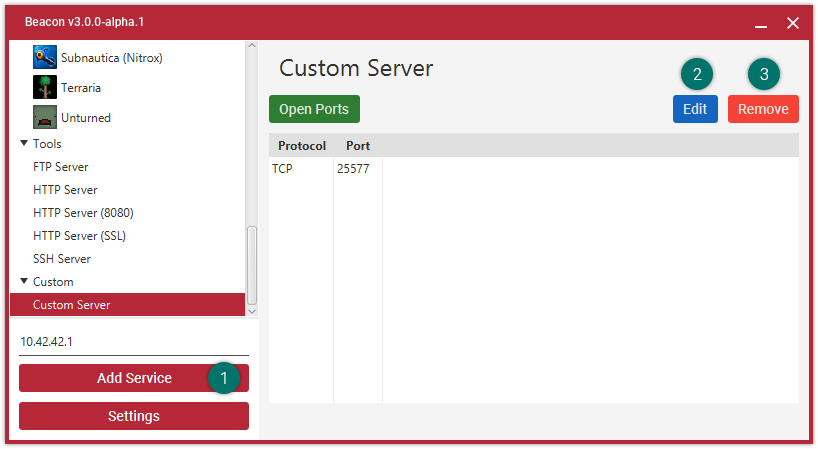 Beacon v3.0.0-alpha.1
Subnautica (Nitrox)
Terraria
Unturned
Tools
FTP Server
HTTP Server
HTTP Server (8080)
HTTP Server (SSL)
SSH Server
Custom
Custom Server
10.42.42.1
Add Service 1
Settings
Custom Server
2 3
Open Ports Edit Remove
Protocol Port
TCP 25577